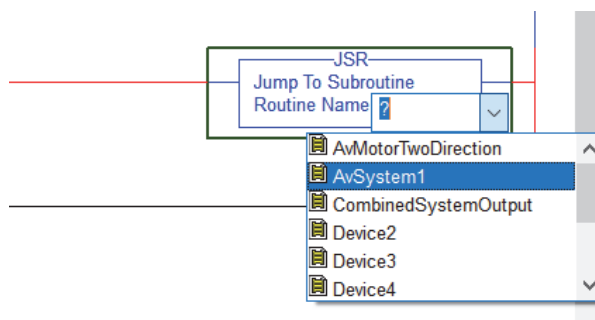 JSR
Jump To Subroutine
Routine Name ?
AvMotorTwoDirection
AvSystem1
CombinedSystemOutput
Device2
Device3
Device4